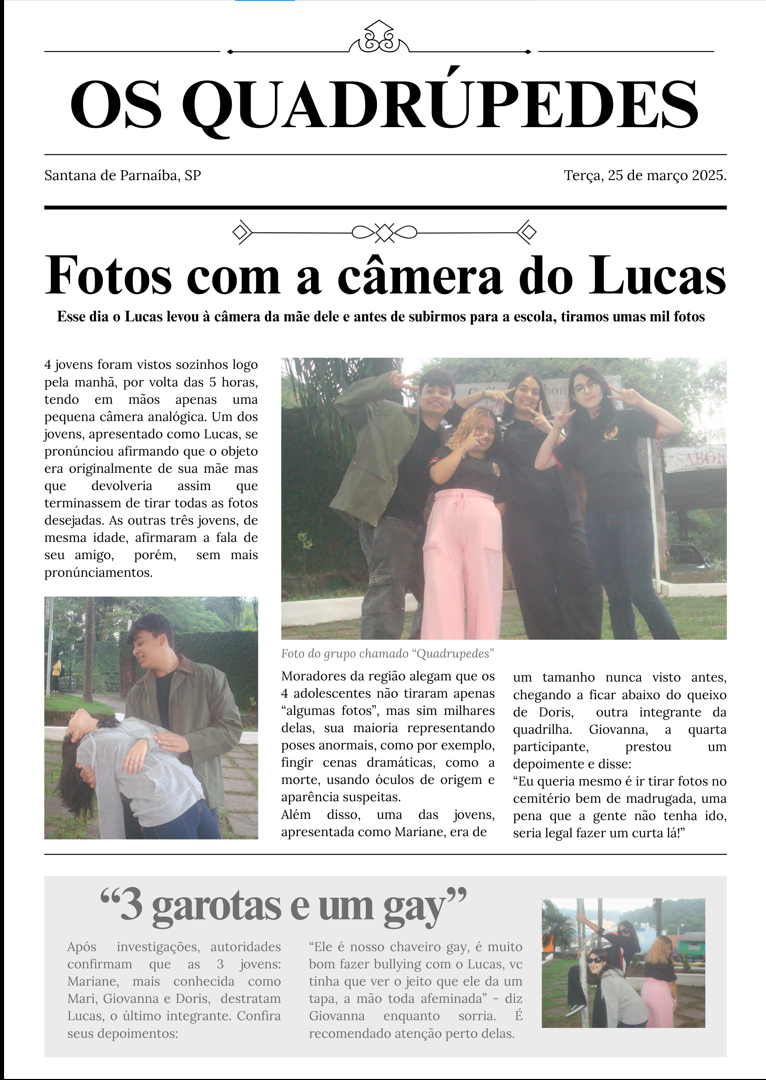 OS QUADRÚPEDES
Santana de Parnaíba, SP
Terça, 25 de março 2025.
Fotos com a câmera do Lucas
Esse dia o Lucas levou à câmera da mãe dele e antes de subirmos para a escola, tiramos umas mil fotos
4 jovens foram vistos sozinhos logo
pela manhã, por volta das 5 horas,
tendo em mãos apenas uma
pequena câmera analógica. Um dos
jovens, apresentado como Lucas, se
pronúnciou afirmando que o objeto
era originalmente de sua mãe mas
que devolveria assim que
terminassem de tirar todas as fotos
desejadas. As outras três jovens, de
mesma idade, afirmaram a fala de
seu amigo, porém, sem mais
pronúnciamentos.
SABOR
Foto do grupo chamado “Quadrupedes”
Moradores da região alegam que os
4 adolescentes não tiraram apenas
“algumas fotos”, mas sim milhares
delas, sua maioria representando
poses anormais, como por exemplo,
fingir cenas dramáticas, como a
morte, usando óculos de origem e
aparência suspeitas.
Além disso, uma das jovens,
apresentada como Mariane, era de
um tamanho nunca visto antes,
chegando a ficar abaixo do queixo
de Doris, outra integrante da
quadrilha. Giovanna, a quarta
participante, prestou um
depoimente e disse:
“Eu queria mesmo é ir tirar fotos no
cemitério bem de madrugada, uma
pena que a gente não tenha ido,
seria legal fazer um curta lá!”
“3 garotas e um gay”
Após investigações, autoridades
confirmam que as 3 jovens:
Mariane, mais conhecida como
Mari, Giovanna e Doris, destratam
Lucas, o último integrante. Confira
seus depoimentos:
“Ele é nosso chaveiro gay, é muito
bom fazer bullying com o Lucas, vc
tinha que ver o jeito que ele da um
tapa, a mão toda afeminada” - diz
Giovanna enquanto sorria. É
recomendado atenção perto delas.